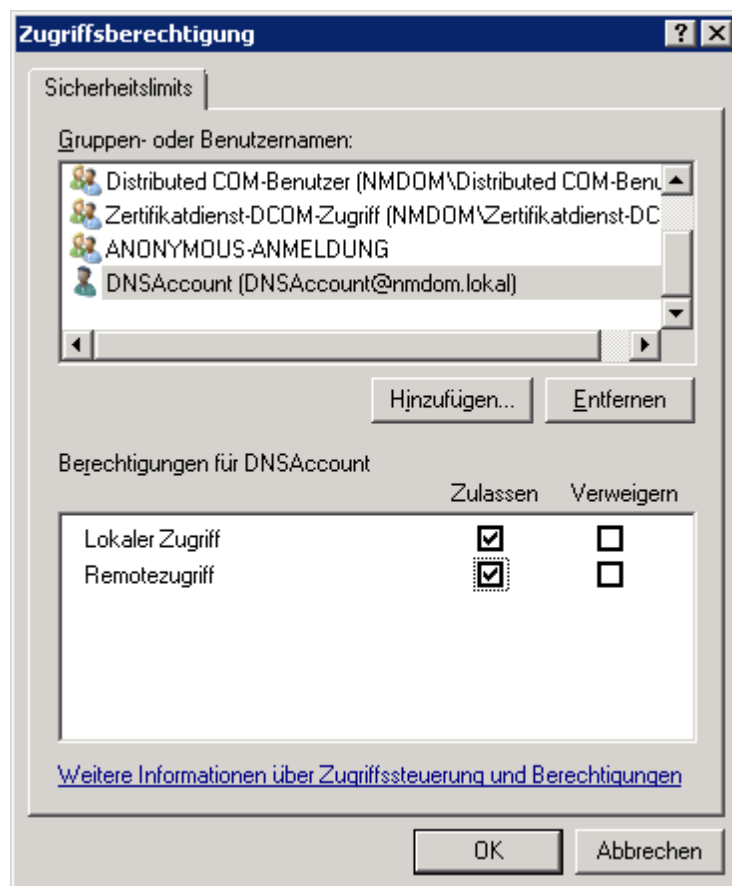 Zugriffsberechtigung
Sicherheitslimits
Gruppen- oder Benutzernamen:
Distributed COM-Benutzer (NMDOM\Distributed COM-Benu
Zertifikatdienst-DCOM-Zugriff (NMDOM\Zertifikatdienst-DC
ANONYMOUS-ANMELDUNG
DNSAccount (DNSAccount@nmdom.lokal)
Hinzufügen... Entfernen
Berechtigungen für DNSAccount
Zulassen Verweigern
Lokaler Zugriff
Remotezugriff
Weitere Informationen über Zugriffssteuerung und Berechtigungen
OK Abbrechen